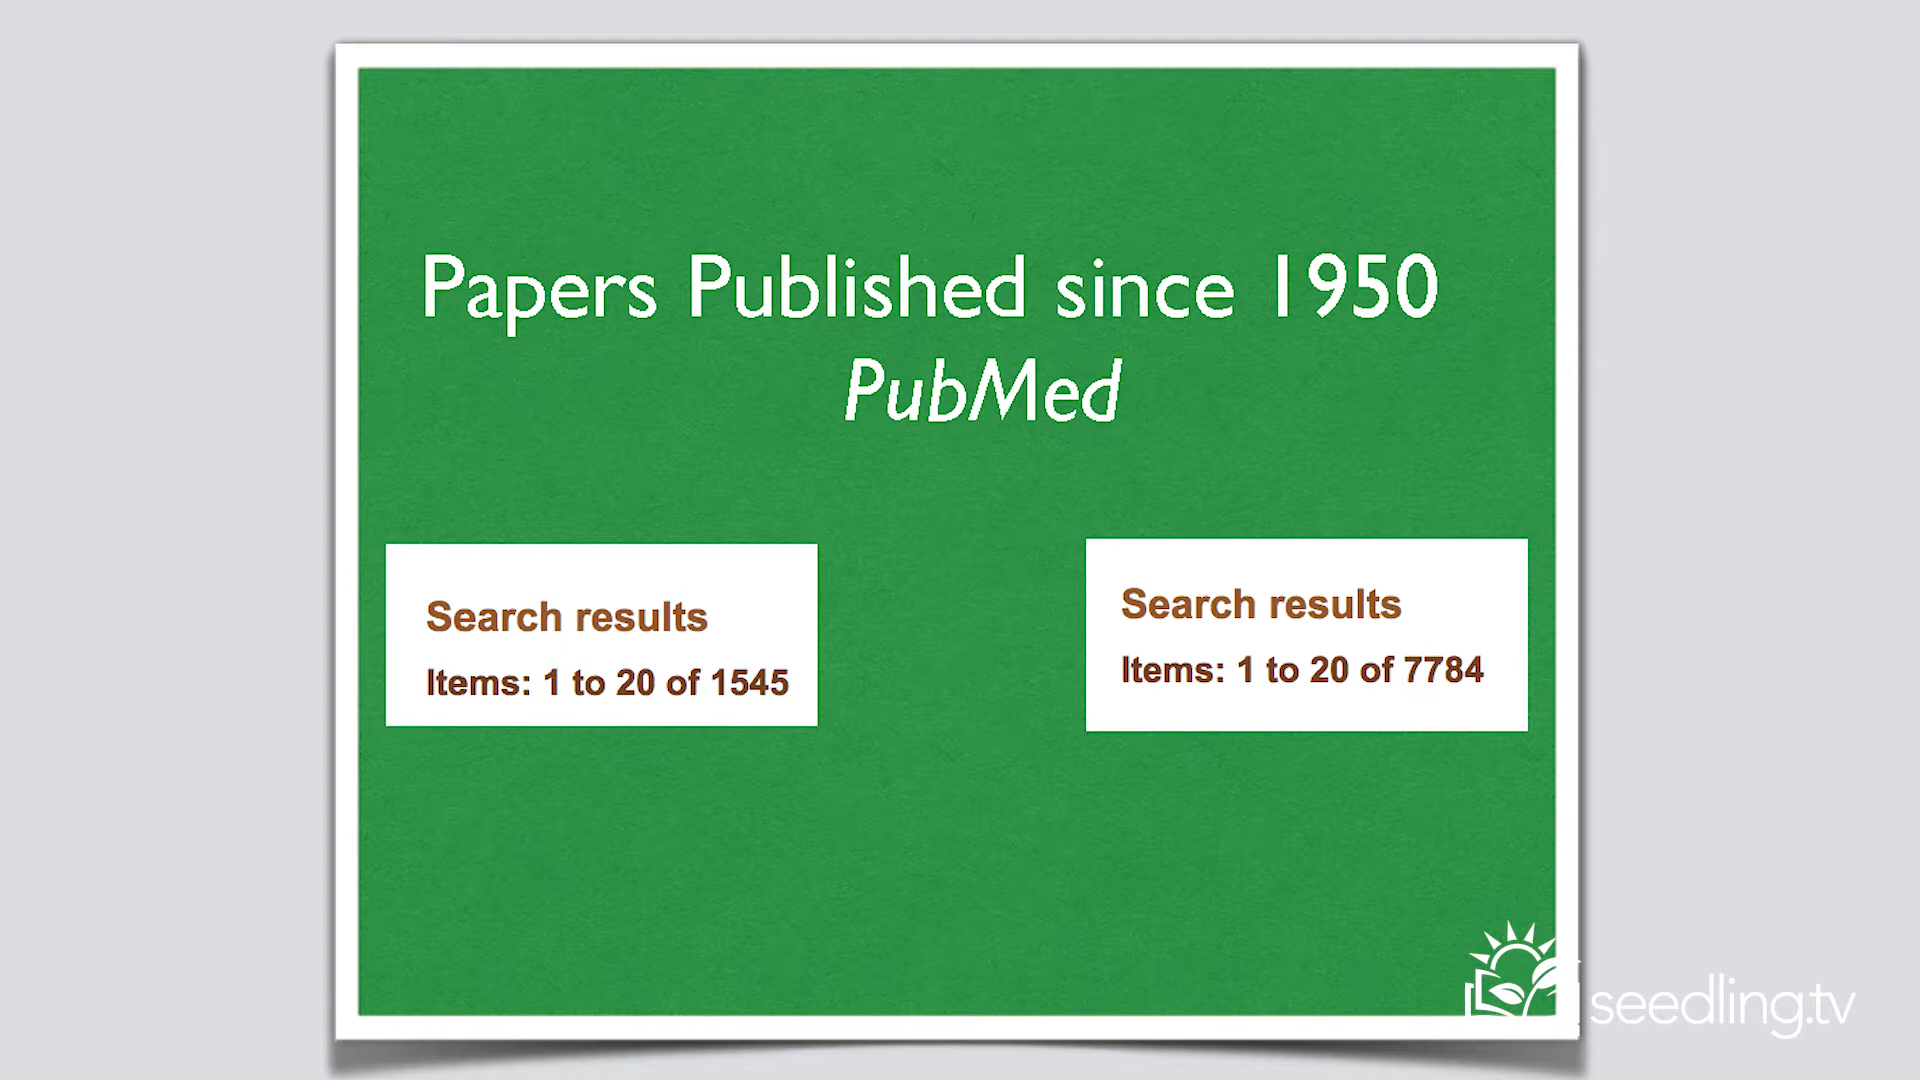 Papers Published since 1950
PubMed
Search results
Items: 1 to 20 of 1545
Search results
Items: 1 to 20 of 7784
seedling.tv